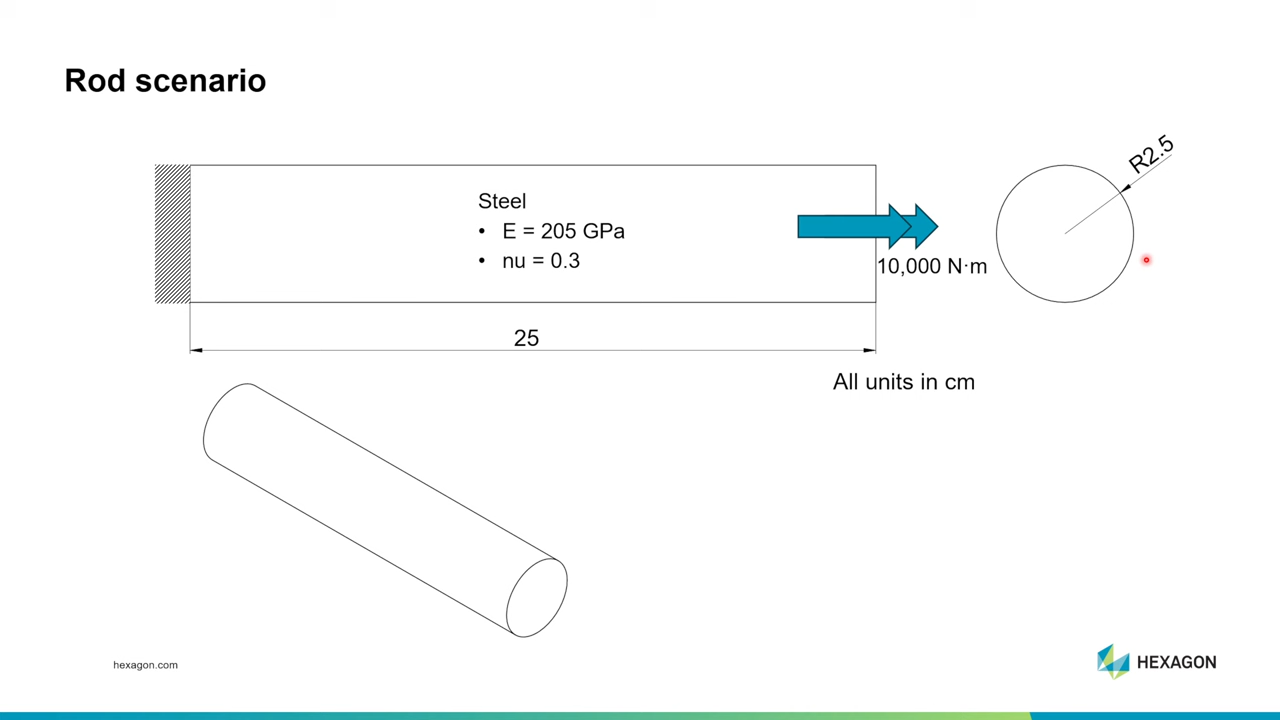 Rod scenario
R2.5
Steel
• E = 205 GPa
• nu = 0.3
10,000 N·m
25
All units in cm
hexagon.com
HEXAGON